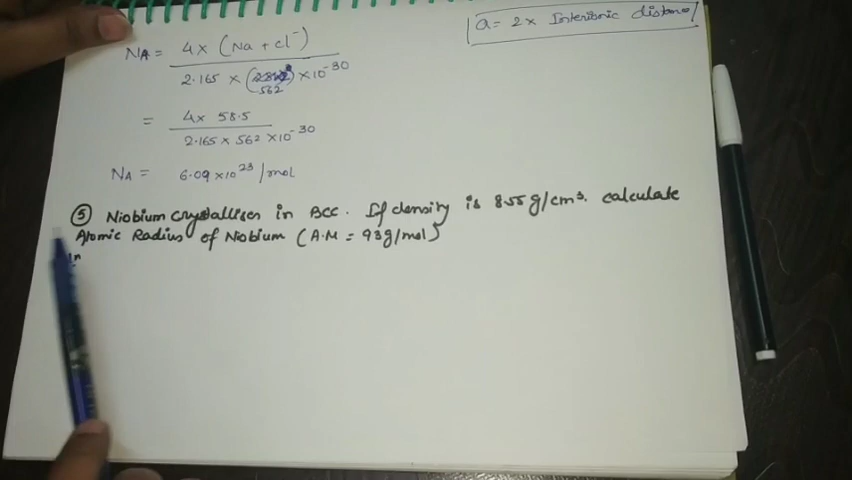 a = 2 x Interionic distance
NA = 4 x (Na + Cl⁻)
2.165 x ( )³ x 10⁻³⁰
562
= 4 x 58.5
2.165 x 562 x 10⁻³⁰
NA = 6.09 x 10²³ / mol
⑤ Niobium Crystallises in BCC. If density is 8.55 g/cm³. calculate
Atomic Radius of Niobium (A.M = 93 g/mol)